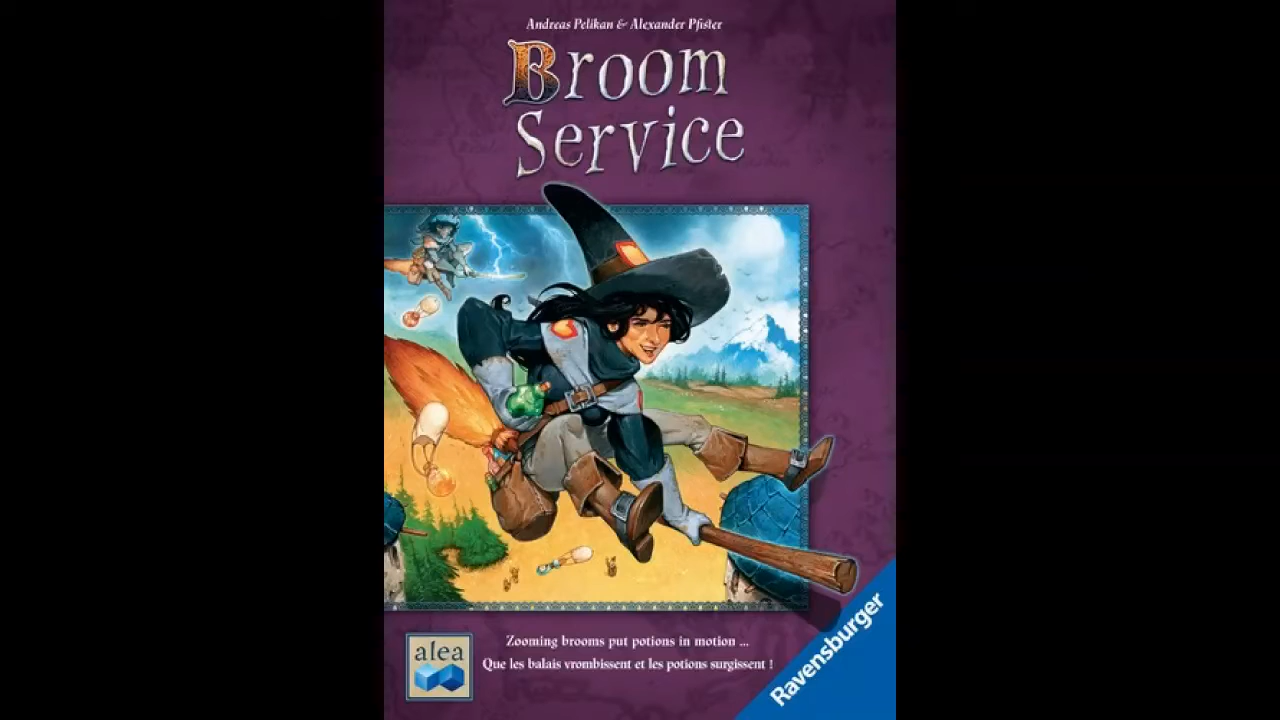 Andreas Pelikan & Alexander Pfister
Broom
Service
alea
Zooming brooms put potions in motion ...
Que les balais vrombissent et les potions surgissent !
Ravensburger